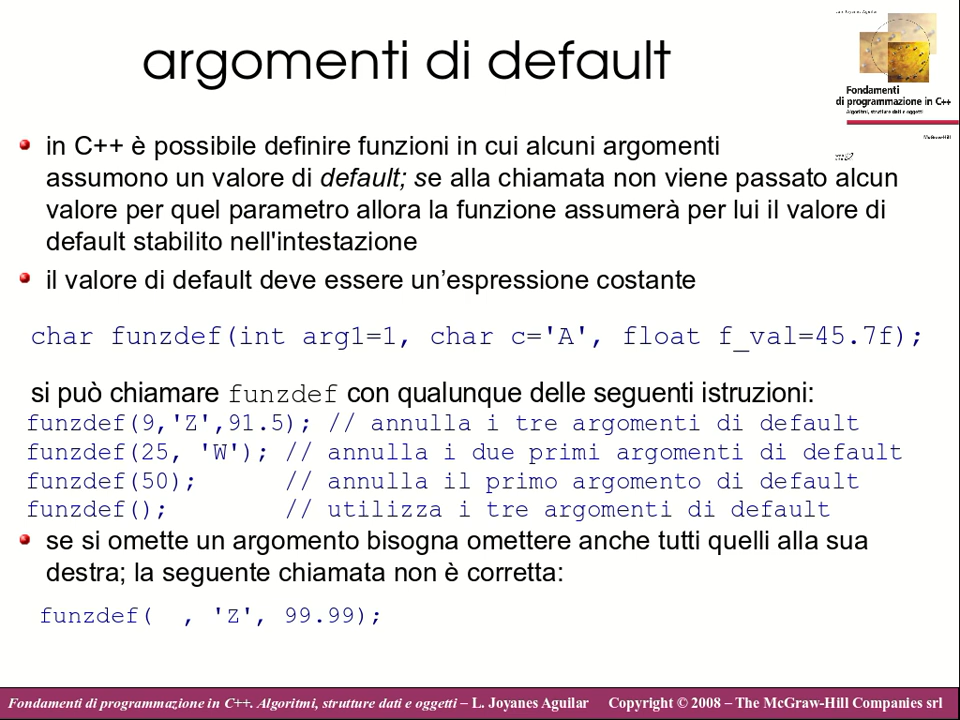 argomenti di default
Fondamenti
di programmazione in C++
Algoritmi, strutture dati e oggetti
McGraw-Hill
in C++ è possibile definire funzioni in cui alcuni argomenti
assumono un valore di default; se alla chiamata non viene passato alcun
valore per quel parametro allora la funzione assumerà per lui il valore di
default stabilito nell'intestazione
il valore di default deve essere un’espressione costante
char funzdef(int arg1=1, char c='A', float f_val=45.7f);
si può chiamare funzdef con qualunque delle seguenti istruzioni:
funzdef(9,'Z',91.5); // annulla i tre argomenti di default
funzdef(25, 'W'); // annulla i due primi argomenti di default
funzdef(50);      // annulla il primo argomento di default
funzdef();        // utilizza i tre argomenti di default
se si omette un argomento bisogna omettere anche tutti quelli alla sua
destra; la seguente chiamata non è corretta:
funzdef(  , 'Z', 99.99);
Fondamenti di programmazione in C++. Algoritmi, strutture dati e oggetti – L. Joyanes Aguilar Copyright © 2008 – The McGraw-Hill Companies srl